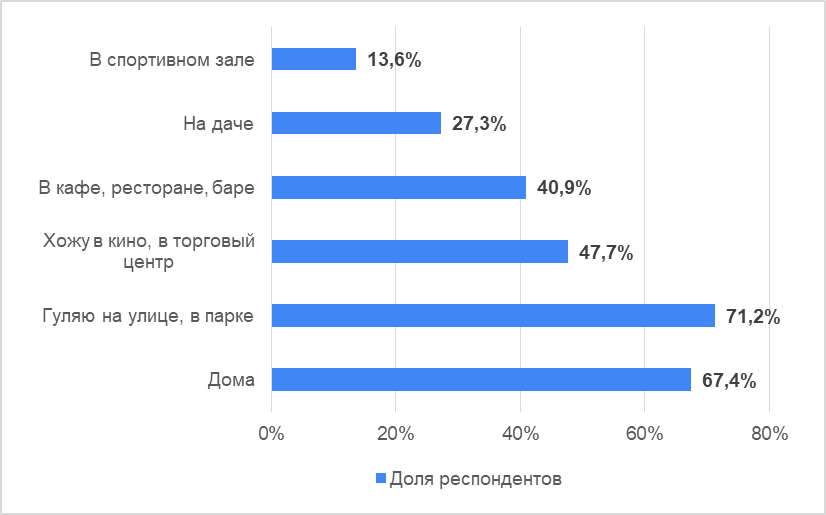 В спортивном зале
13,6%
На даче
27,3%
В кафе, ресторане, баре
40,9%
Хожу в кино, в торговый
центр
47,7%
Гуляю на улице, в парке
71,2%
Дома
67,4%
0%
20%
40%
60%
80%
Доля респондентов